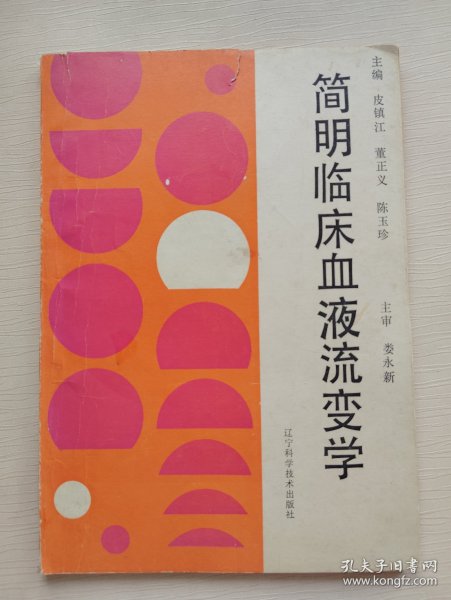 主编 皮镇江 董正义 陈玉珍
简明临床血液流变学
主审 娄永新
辽宁科学技术出版社
孔夫子旧书网
www.kongfz.com